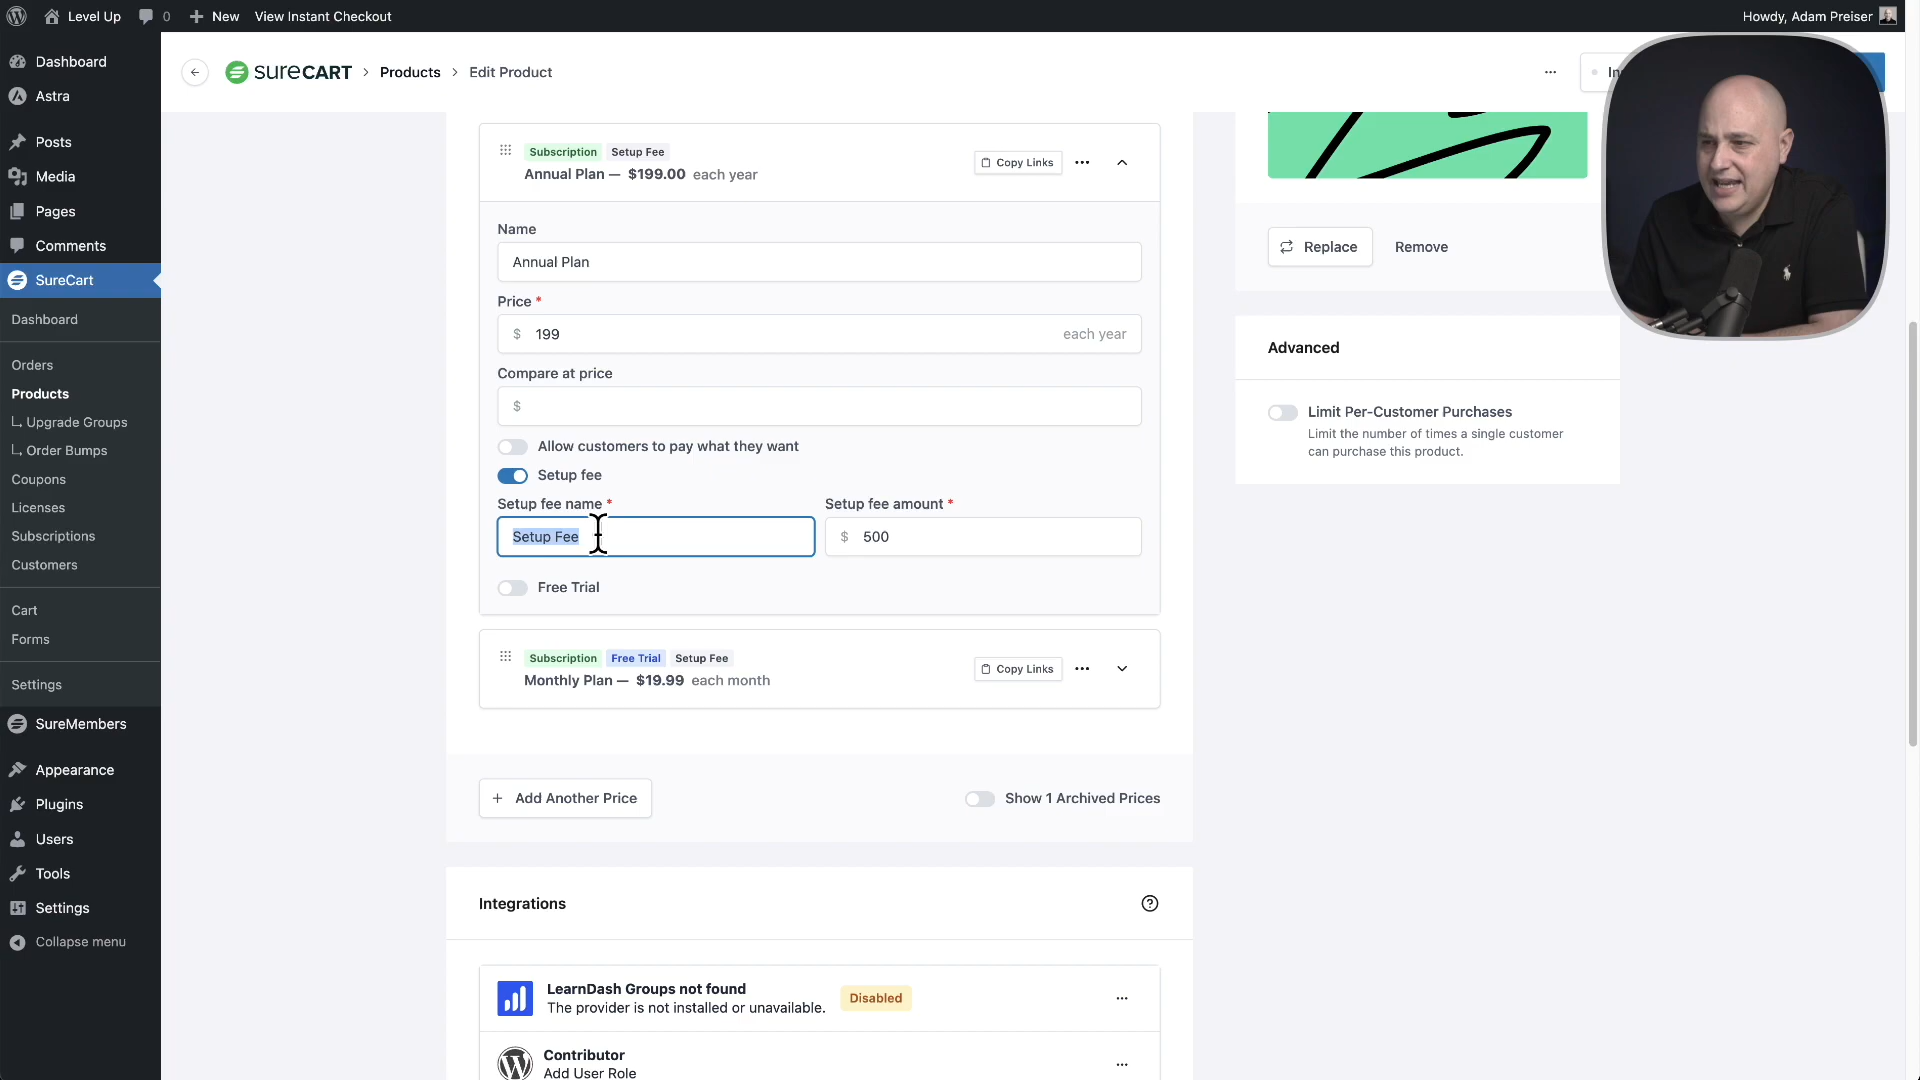 Level Up
0
New
View Instant Checkout
Howdy, Adam Preiser
Dashboard
Astra
Posts
Media
Pages
Comments
SureCart
Dashboard
Orders
Products
Upgrade Groups
Order Bumps
Coupons
Licenses
Subscriptions
Customers
Cart
Forms
Settings
SureMembers
Appearance
Plugins
Users
Tools
Settings
Collapse menu
SURECART > Products > Edit Product
Subscription Setup Fee
Annual Plan — $199.00 each year
Copy Links
Name
Annual Plan
Price *
$ 199 each year
Compare at price
$
Allow customers to pay what they want
Setup fee
Setup fee name *
Setup Fee
Setup fee amount *
$ 500
Free Trial
Subscription Free Trial Setup Fee
Monthly Plan — $19.99 each month
Copy Links
+ Add Another Price
Show 1 Archived Prices
Integrations
LearnDash Groups not found
The provider is not installed or unavailable.
Disabled
Contributor
Add User Role
Replace
Remove
Advanced
Limit Per-Customer Purchases
Limit the number of times a single customer
can purchase this product.